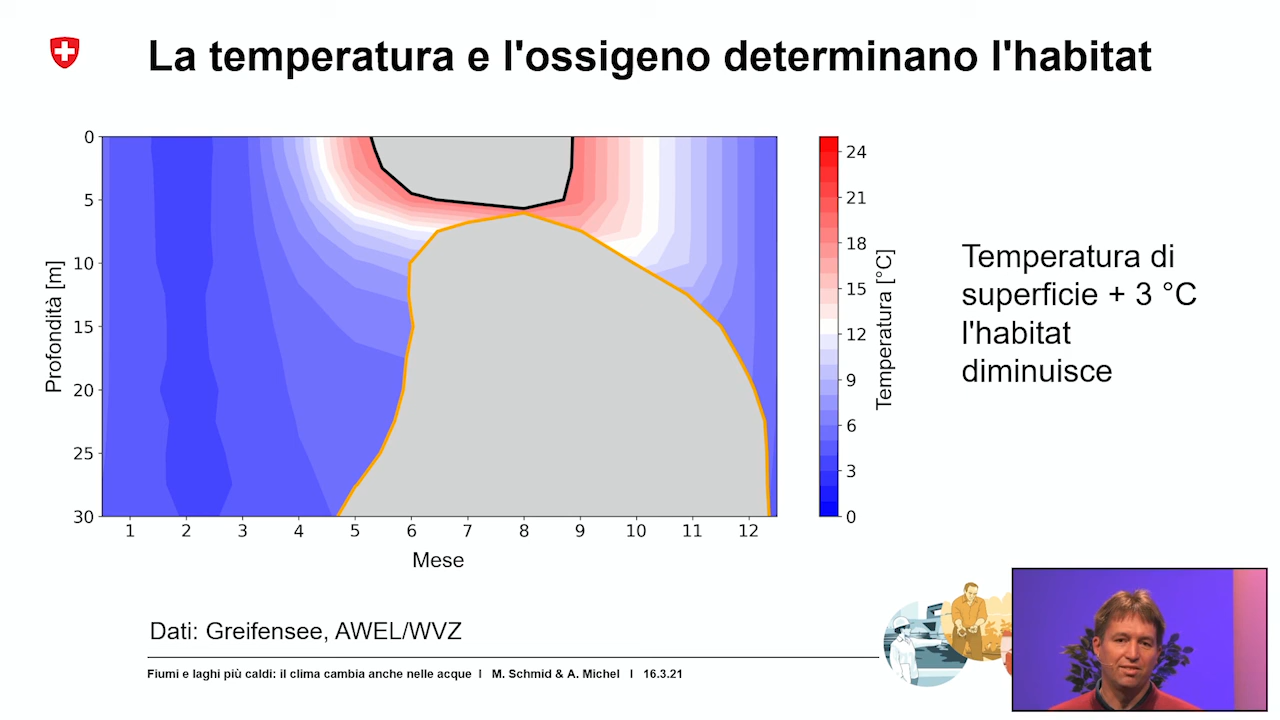 La temperatura e l'ossigeno determinano l'habitat
0
5
10
15
20
25
30
Profondità [m]
1 2 3 4 5 6 7 8 9 10 11 12
Mese
24
21
18
15
12
9
6
3
0
Temperatura [°C]
Temperatura di
superficie + 3 °C
l'habitat
diminuisce
Dati: Greifensee, AWEL/WVZ
Fiumi e laghi più caldi: il clima cambia anche nelle acque I M. Schmid & A. Michel I 16.3.21